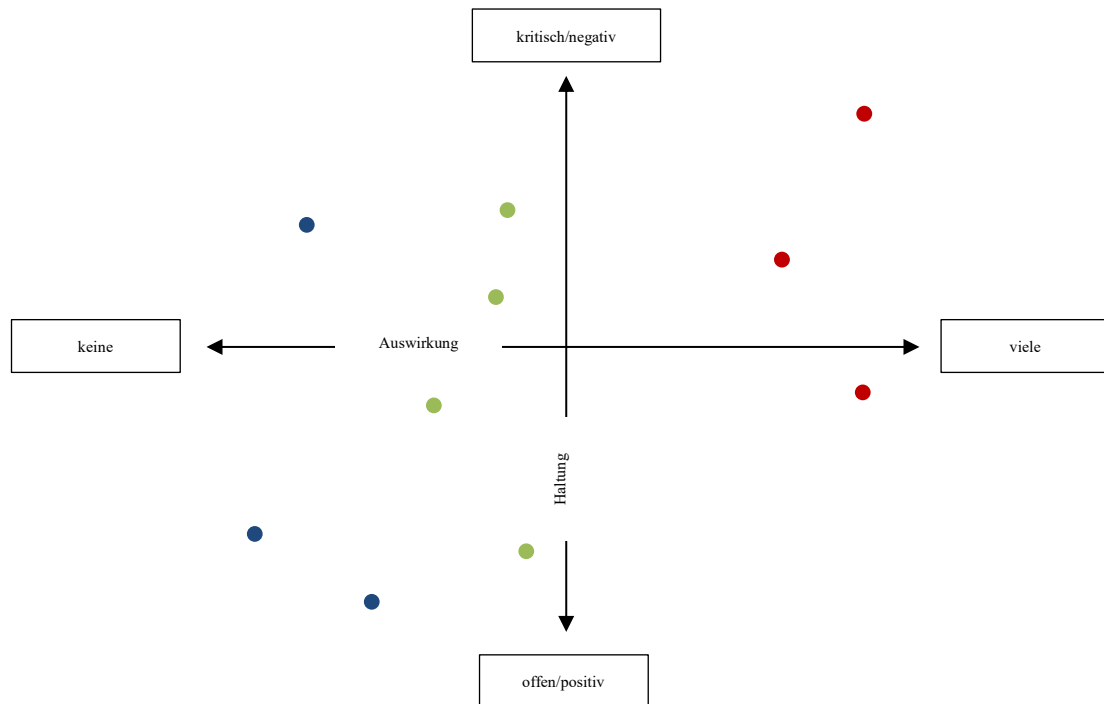 kritisch/negativ
keine
Auswirkung
viele
Haltung
offen/positiv